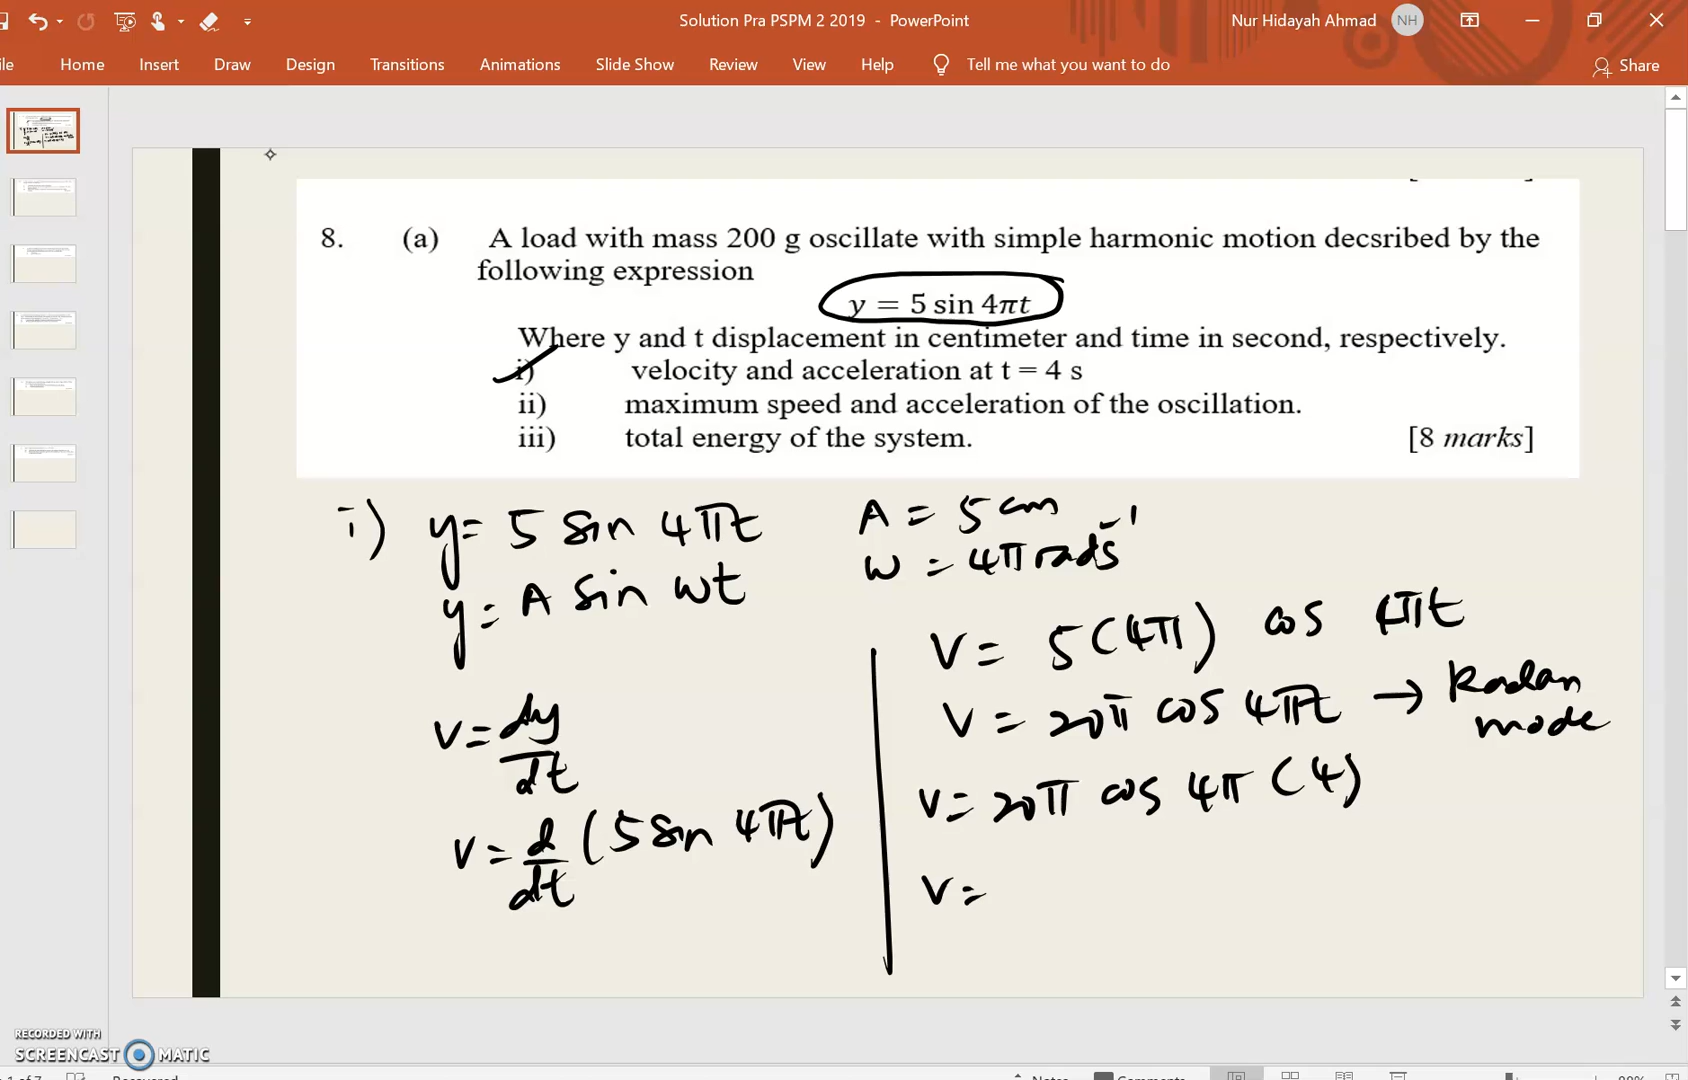 Solution Pra PSPM 2 2019 - PowerPoint
Nur Hidayah Ahmad
NH
Home Insert Draw Design Transitions Animations Slide Show Review View Help Tell me what you want to do
Share
8. (a) A load with mass 200 g oscillate with simple harmonic motion decsribed by the
following expression
y = 5 sin 4πt
Where y and t displacement in centimeter and time in second, respectively.
i) velocity and acceleration at t = 4 s
ii) maximum speed and acceleration of the oscillation.
iii) total energy of the system. [8 marks]
i) y = 5 sin 4πt
y = A sin ωt
v = dy/dt
v = d/dt (5 sin 4πt)
A = 5 cm
ω = 4π rad s⁻¹
V = 5(4π) cos 4πt
V = 20π cos 4πt → Radian
mode
V = 20π cos 4π(4)
V =
RECORDED WITH
SCREENCAST MATIC